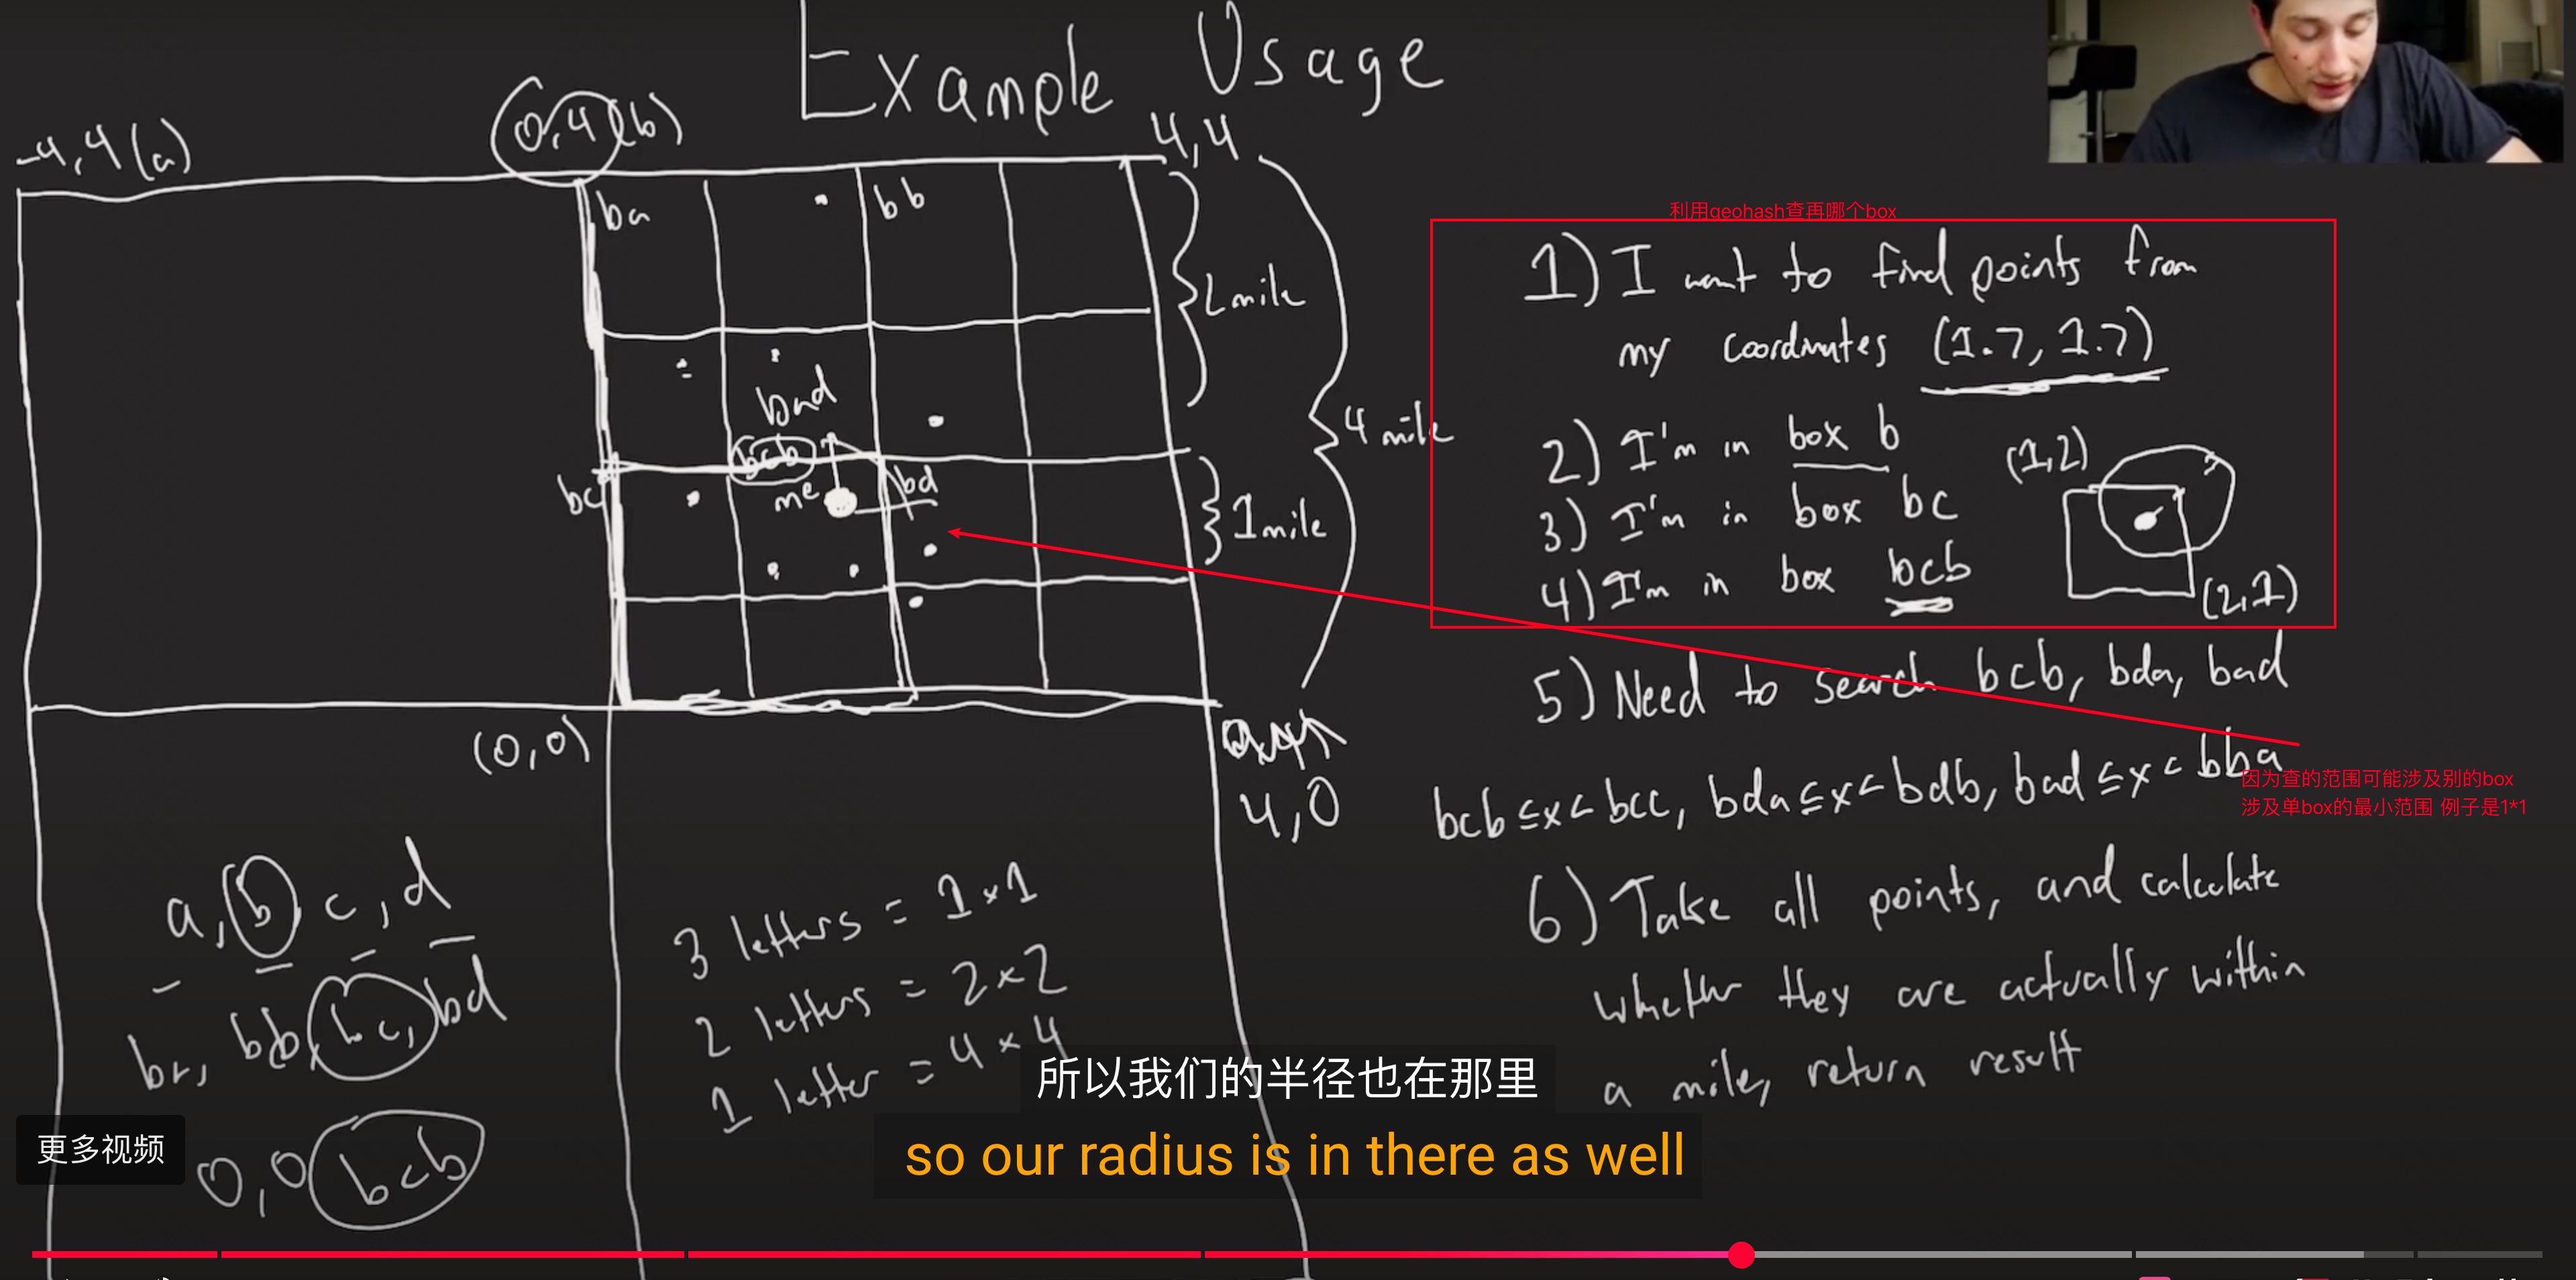 Example Usage
-4,4(a)
0,4(b)
4,4
ba
bb
2 mile
bad
bcb
4 mile
bc
me
bd
1 mile
(0,0)
4,0
a, b, c, d
bb, bc, bd
0,0 bcb
3 letters = 1×1
2 letters = 2×2
1 letter = 4×4
利用geohash查再哪个box
1) I want to find points from
my coordinates (1.7, 1.7)
2) I'm in box b
3) I'm in box bc
4) I'm in box bcb
(1,2)
(2,1)
5) Need to search bcb, bda, bad
bcb ≤ x < bcc, bda ≤ x < bdb, bad ≤ x < bba
因为查的范围可能涉及别的box
涉及单box的最小范围 例子是1*1
6) Take all points, and calculate
whether they are actually within
a mile, return result
所以我们的半径也在那里
so our radius is in there as well
更多视频